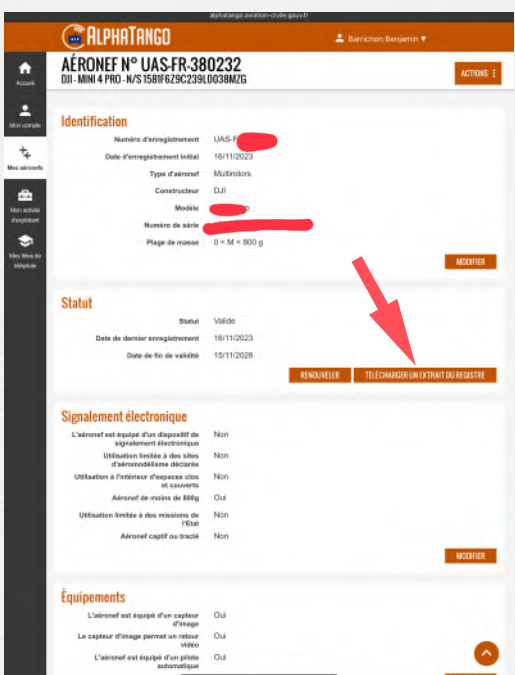 alphatango.aviation-civile.gouv.fr
ALPHATANGO
Barrichon Benjamin ▼
AÉRONEF N° UAS-FR-380232
DJI - MINI 4 PRO - N/S 1581F6Z9C239L0038MZG
ACTIONS
Accueil
Mon compte
Mes aéronefs
Mon activité
d'exploitant
Mes titres de
télépilote
Identification
Numéro d'enregistrement UAS-F
Date d'enregistrement initial 16/11/2023
Type d'aéronef Multirotors
Constructeur DJI
Modèle
Numéro de série
Plage de masse 0 < M < 800 g
MODIFIER
Statut
Statut Valide
Date de dernier enregistrement 16/11/2023
Date de fin de validité 15/11/2028
RENOUVELER TÉLÉCHARGER UN EXTRAIT DU REGISTRE
Signalement électronique
L'aéronef est équipé d'un dispositif de Non
signalement électronique
Utilisation limitée à des sites Non
d'aéromodélisme déclarés
Utilisation à l'intérieur d'espaces clos Non
et couverts
Aéronef de moins de 800g Oui
Utilisation limitée à des missions de Non
l'Etat
Aéronef captif ou tracté Non
MODIFIER
Équipements
L'aéronef est équipé d'un capteur Oui
d'image
Le capteur d'image permet un retour Oui
vidéo
L'aéronef est équipé d'un pilote Oui
automatique